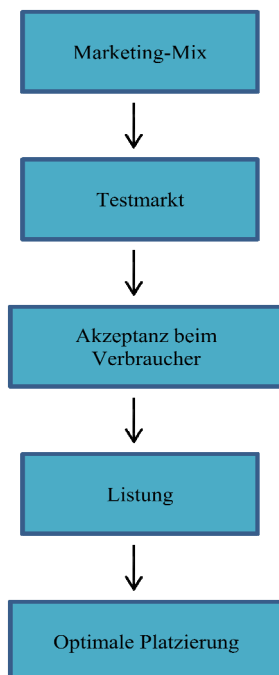 Marketing-Mix
Testmarkt
Akzeptanz beim
Verbraucher
Listung
Optimale Platzierung